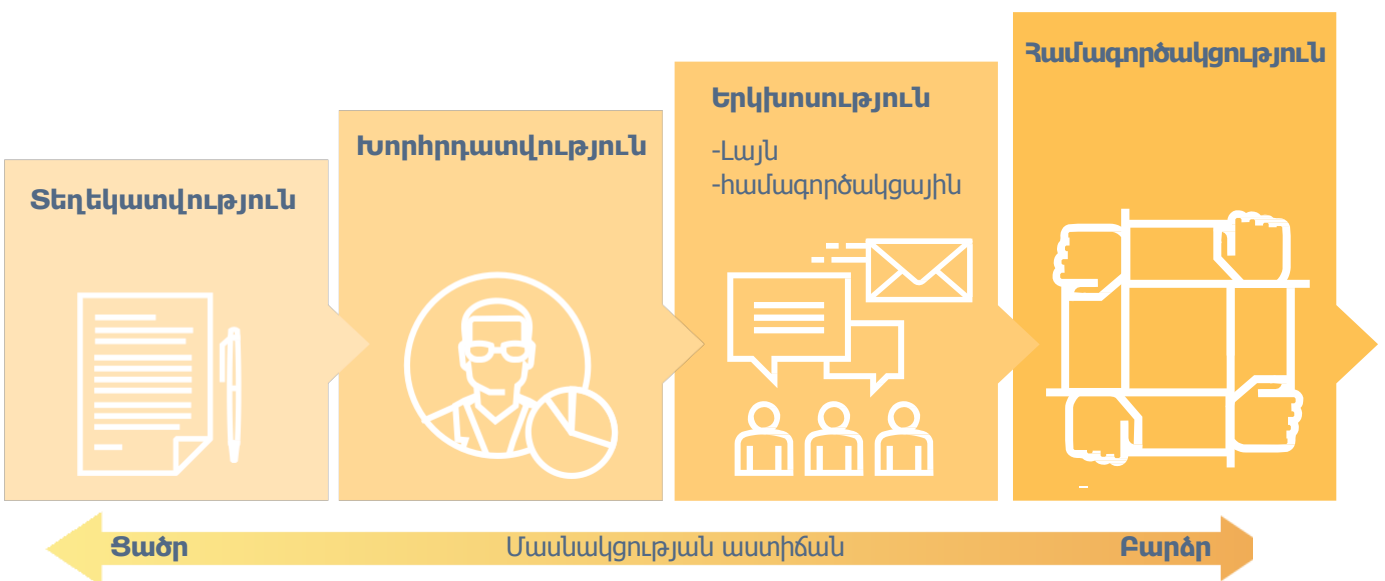 Տեղեկատվություն
Խորհրդատվություն
Երկխոսություն
-Լայն
-համագործակցային
Համագործակցություն
Ցածր
Մասնակցության աստիճան
Բարձր